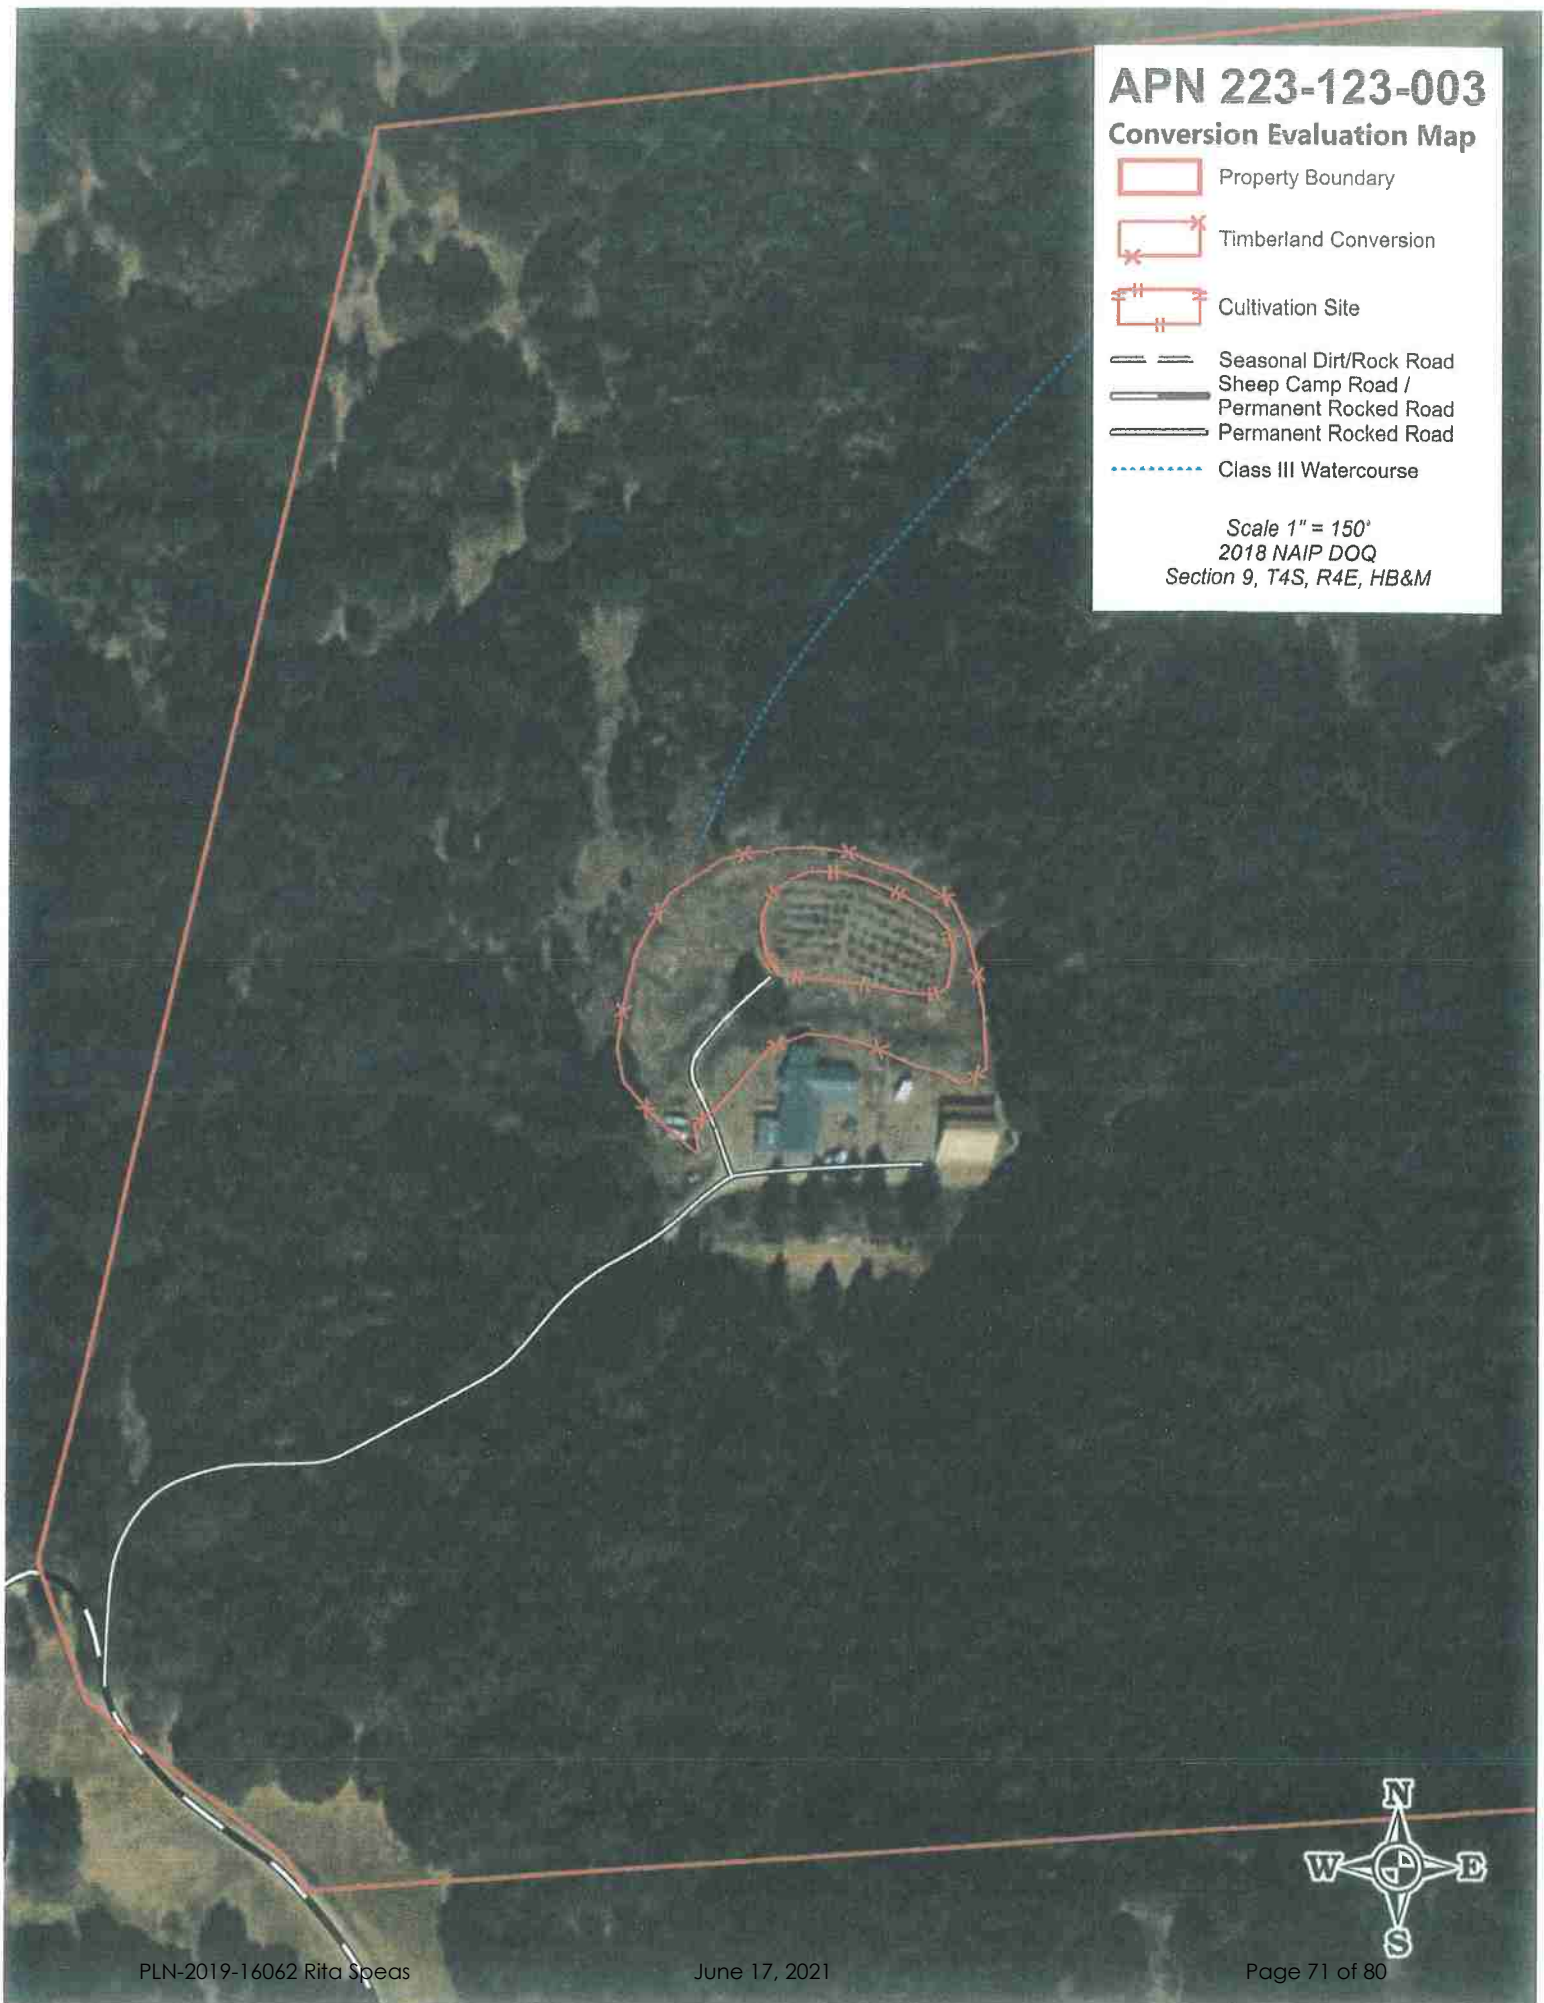 APN 223-123-003
Conversion Evaluation Map
Property Boundary
Timberland Conversion
Cultivation Site
Seasonal Dirt/Rock Road
Sheep Camp Road /
Permanent Rocked Road
Permanent Rocked Road
Class III Watercourse
Scale 1" = 150'
2018 NAIP DOQ
Section 9, T4S, R4E, HB&M
N
W E
S
PLN-2019-16062 Rita Speas June 17, 2021 Page 71 of 80